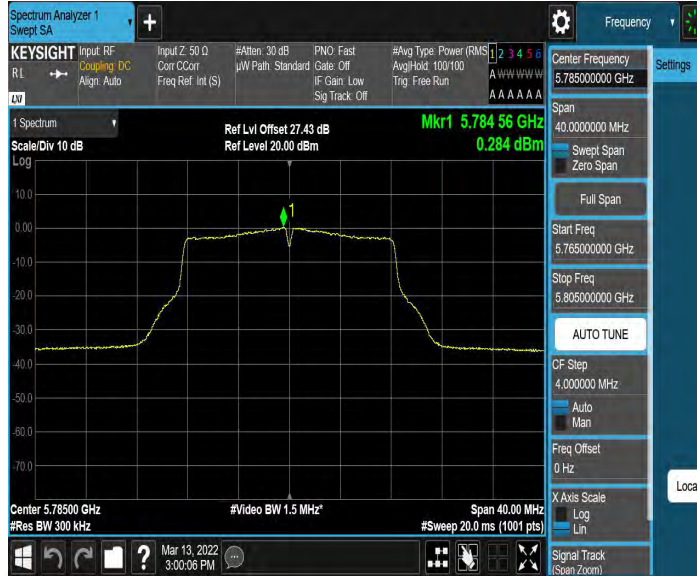 Spectrum Analyzer 1
Swept SA
+
Frequency
KEYSIGHT
RL
LXI
Input: RF
Coupling: DC
Align: Auto
Input Z: 50 Ω
Corr CCorr
Freq Ref: Int (S)
#Atten: 30 dB
µW Path: Standard
PNO: Fast
Gate: Off
IF Gain: Low
Sig Track: Off
#Avg Type: Power (RMS
Avg|Hold: 100/100
Trig: Free Run
1 2 3 4 5 6
A W W W W W
A A A A A A
1 Spectrum
Scale/Div 10 dB
Ref Lvl Offset 27.43 dB
Ref Level 20.00 dBm
Mkr1 5.784 56 GHz
0.284 dBm
Log
10.0
0.00
-10.0
-20.0
-30.0
-40.0
-50.0
-60.0
-70.0
1
Center 5.78500 GHz
#Res BW 300 kHz
#Video BW 1.5 MHz*
Span 40.00 MHz
#Sweep 20.0 ms (1001 pts)
?
Mar 13, 2022
3:00:06 PM
Center Frequency
5.785000000 GHz
Settings
Span
40.0000000 MHz
Swept Span
Zero Span
Full Span
Start Freq
5.765000000 GHz
Stop Freq
5.805000000 GHz
AUTO TUNE
CF Step
4.000000 MHz
Auto
Man
Freq Offset
0 Hz
X Axis Scale
Log
Lin
Loca
Signal Track
(Span Zoom)